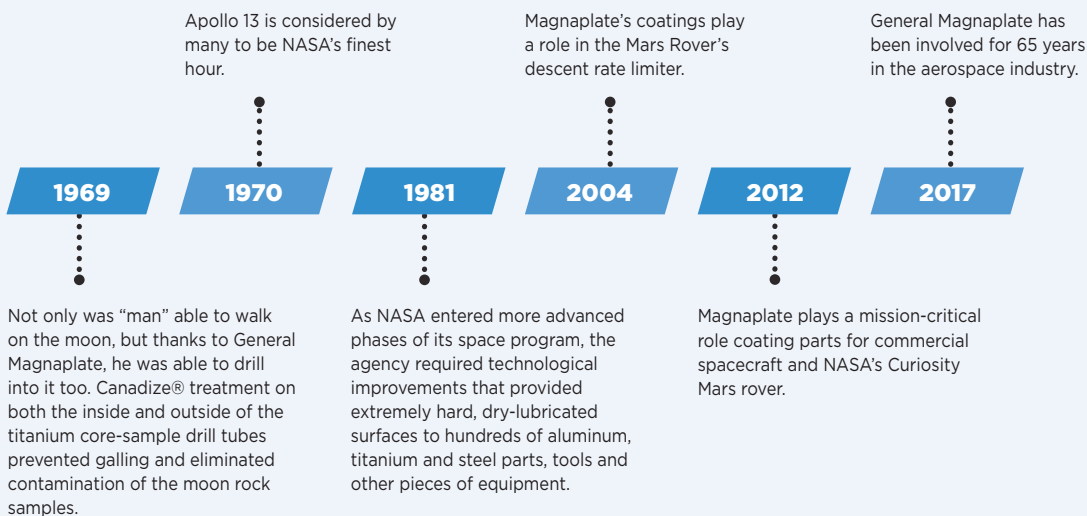 Apollo 13 is considered by
many to be NASA’s finest
hour.
Magnaplate’s coatings play
a role in the Mars Rover’s
descent rate limiter.
General Magnaplate has
been involved for 65 years
in the aerospace industry.
1969
1970
1981
2004
2012
2017
Not only was “man” able to walk
on the moon, but thanks to General
Magnaplate, he was able to drill
into it too. Canadize® treatment on
both the inside and outside of the
titanium core-sample drill tubes
prevented galling and eliminated
contamination of the moon rock
samples.
As NASA entered more advanced
phases of its space program, the
agency required technological
improvements that provided
extremely hard, dry-lubricated
surfaces to hundreds of aluminum,
titanium and steel parts, tools and
other pieces of equipment.
Magnaplate plays a mission-critical
role coating parts for commercial
spacecraft and NASA’s Curiosity
Mars rover.